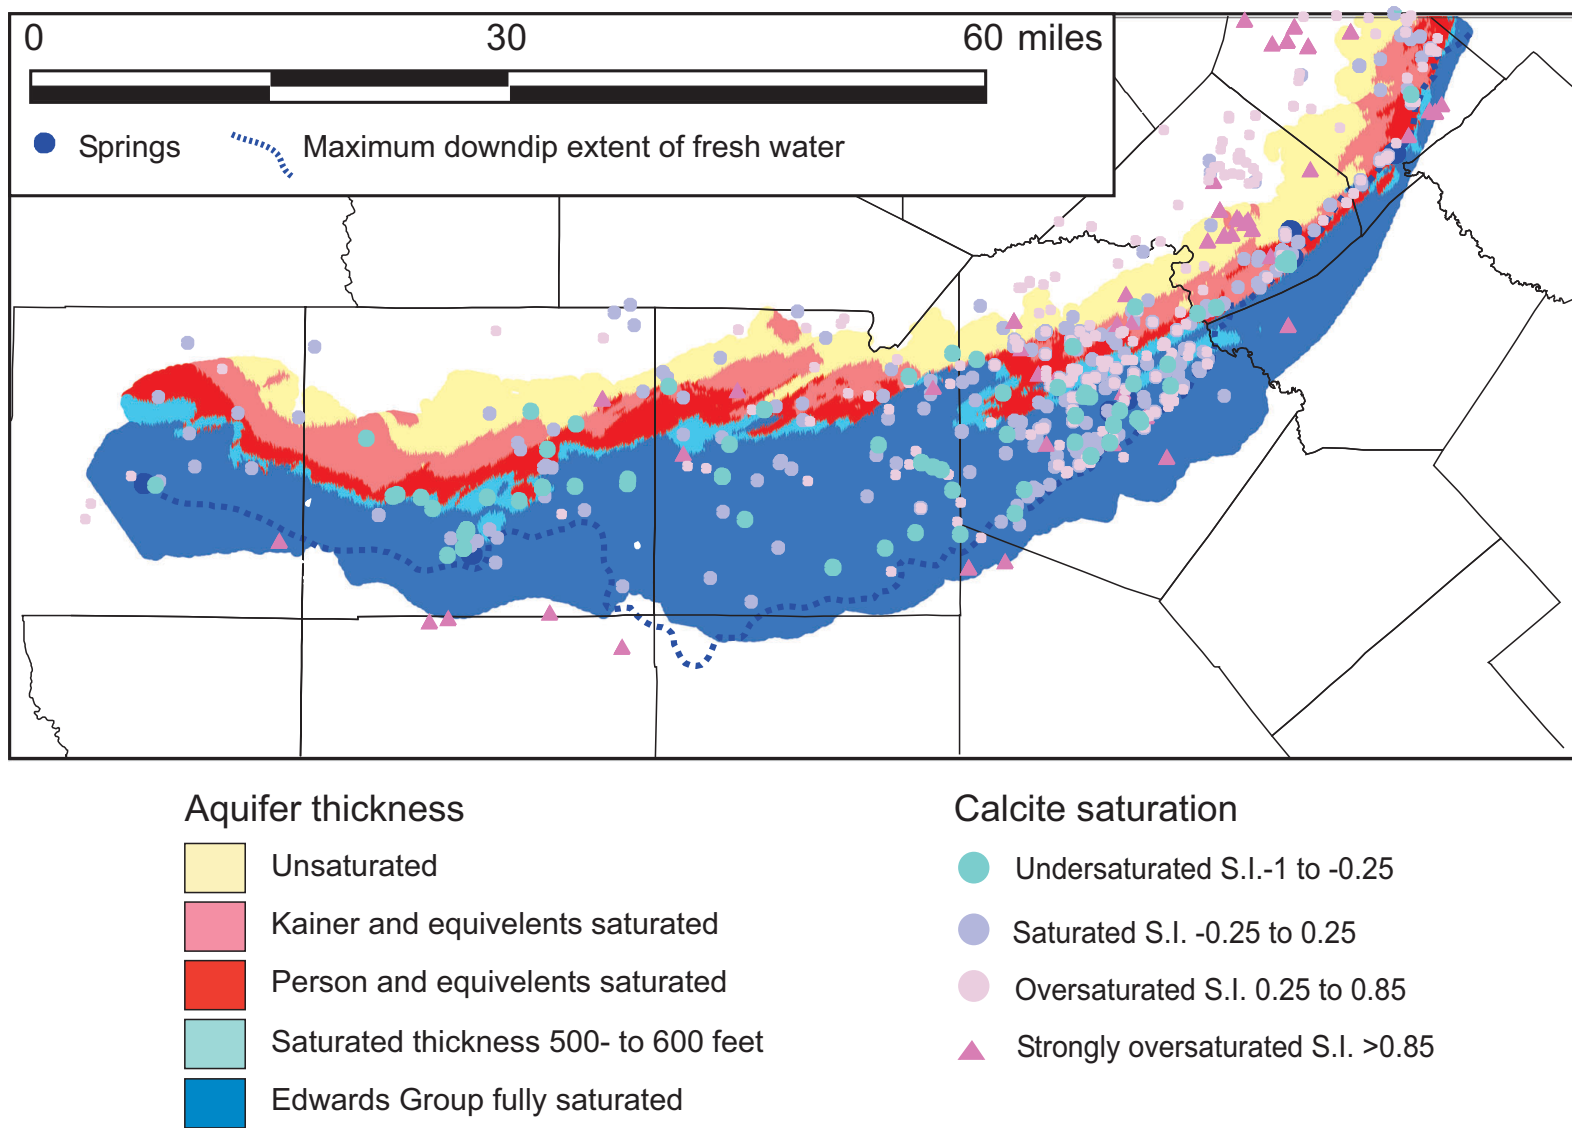 0 30 60 miles
Springs Maximum downdip extent of fresh water
Aquifer thickness
Unsaturated
Kainer and equivelents saturated
Person and equivelents saturated
Saturated thickness 500- to 600 feet
Edwards Group fully saturated
Calcite saturation
Undersaturated S.I.-1 to -0.25
Saturated S.I. -0.25 to 0.25
Oversaturated S.I. 0.25 to 0.85
Strongly oversaturated S.I. >0.85